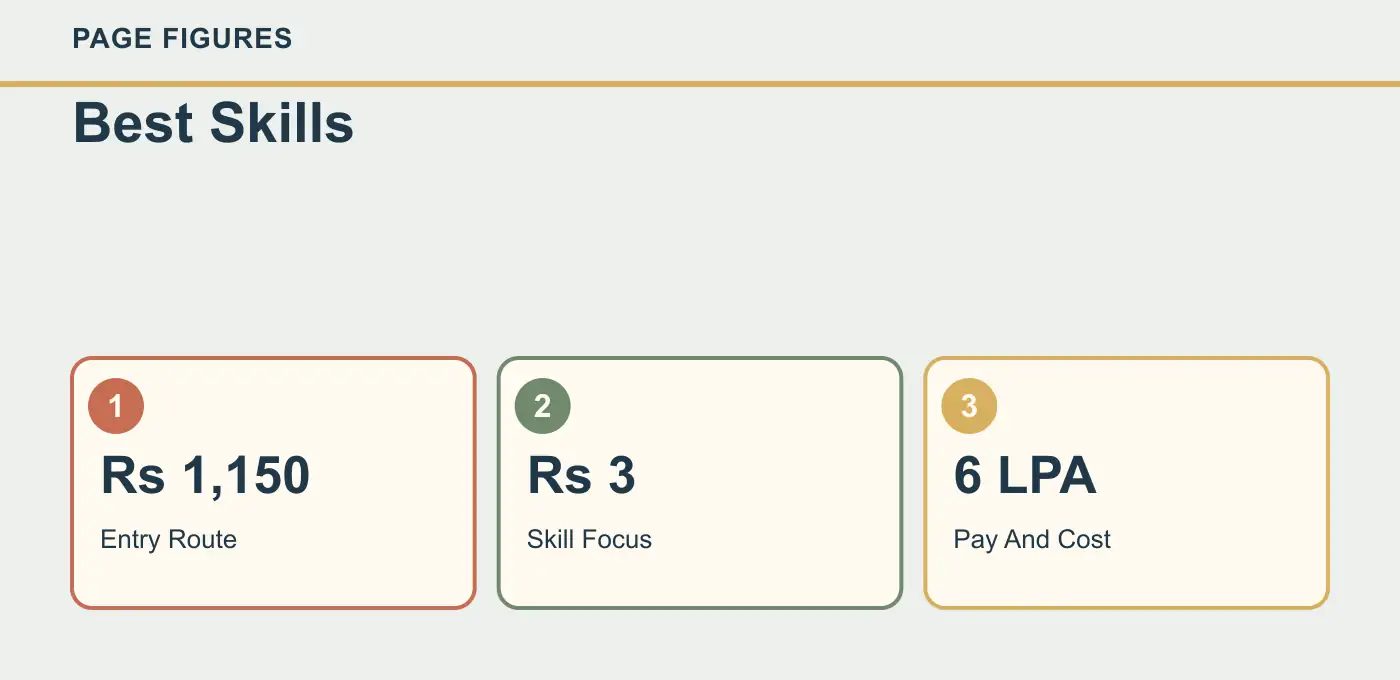 PAGE FIGURES
Best Skills
1
Rs 1,150
Entry Route
2
Rs 3
Skill Focus
3
6 LPA
Pay And Cost